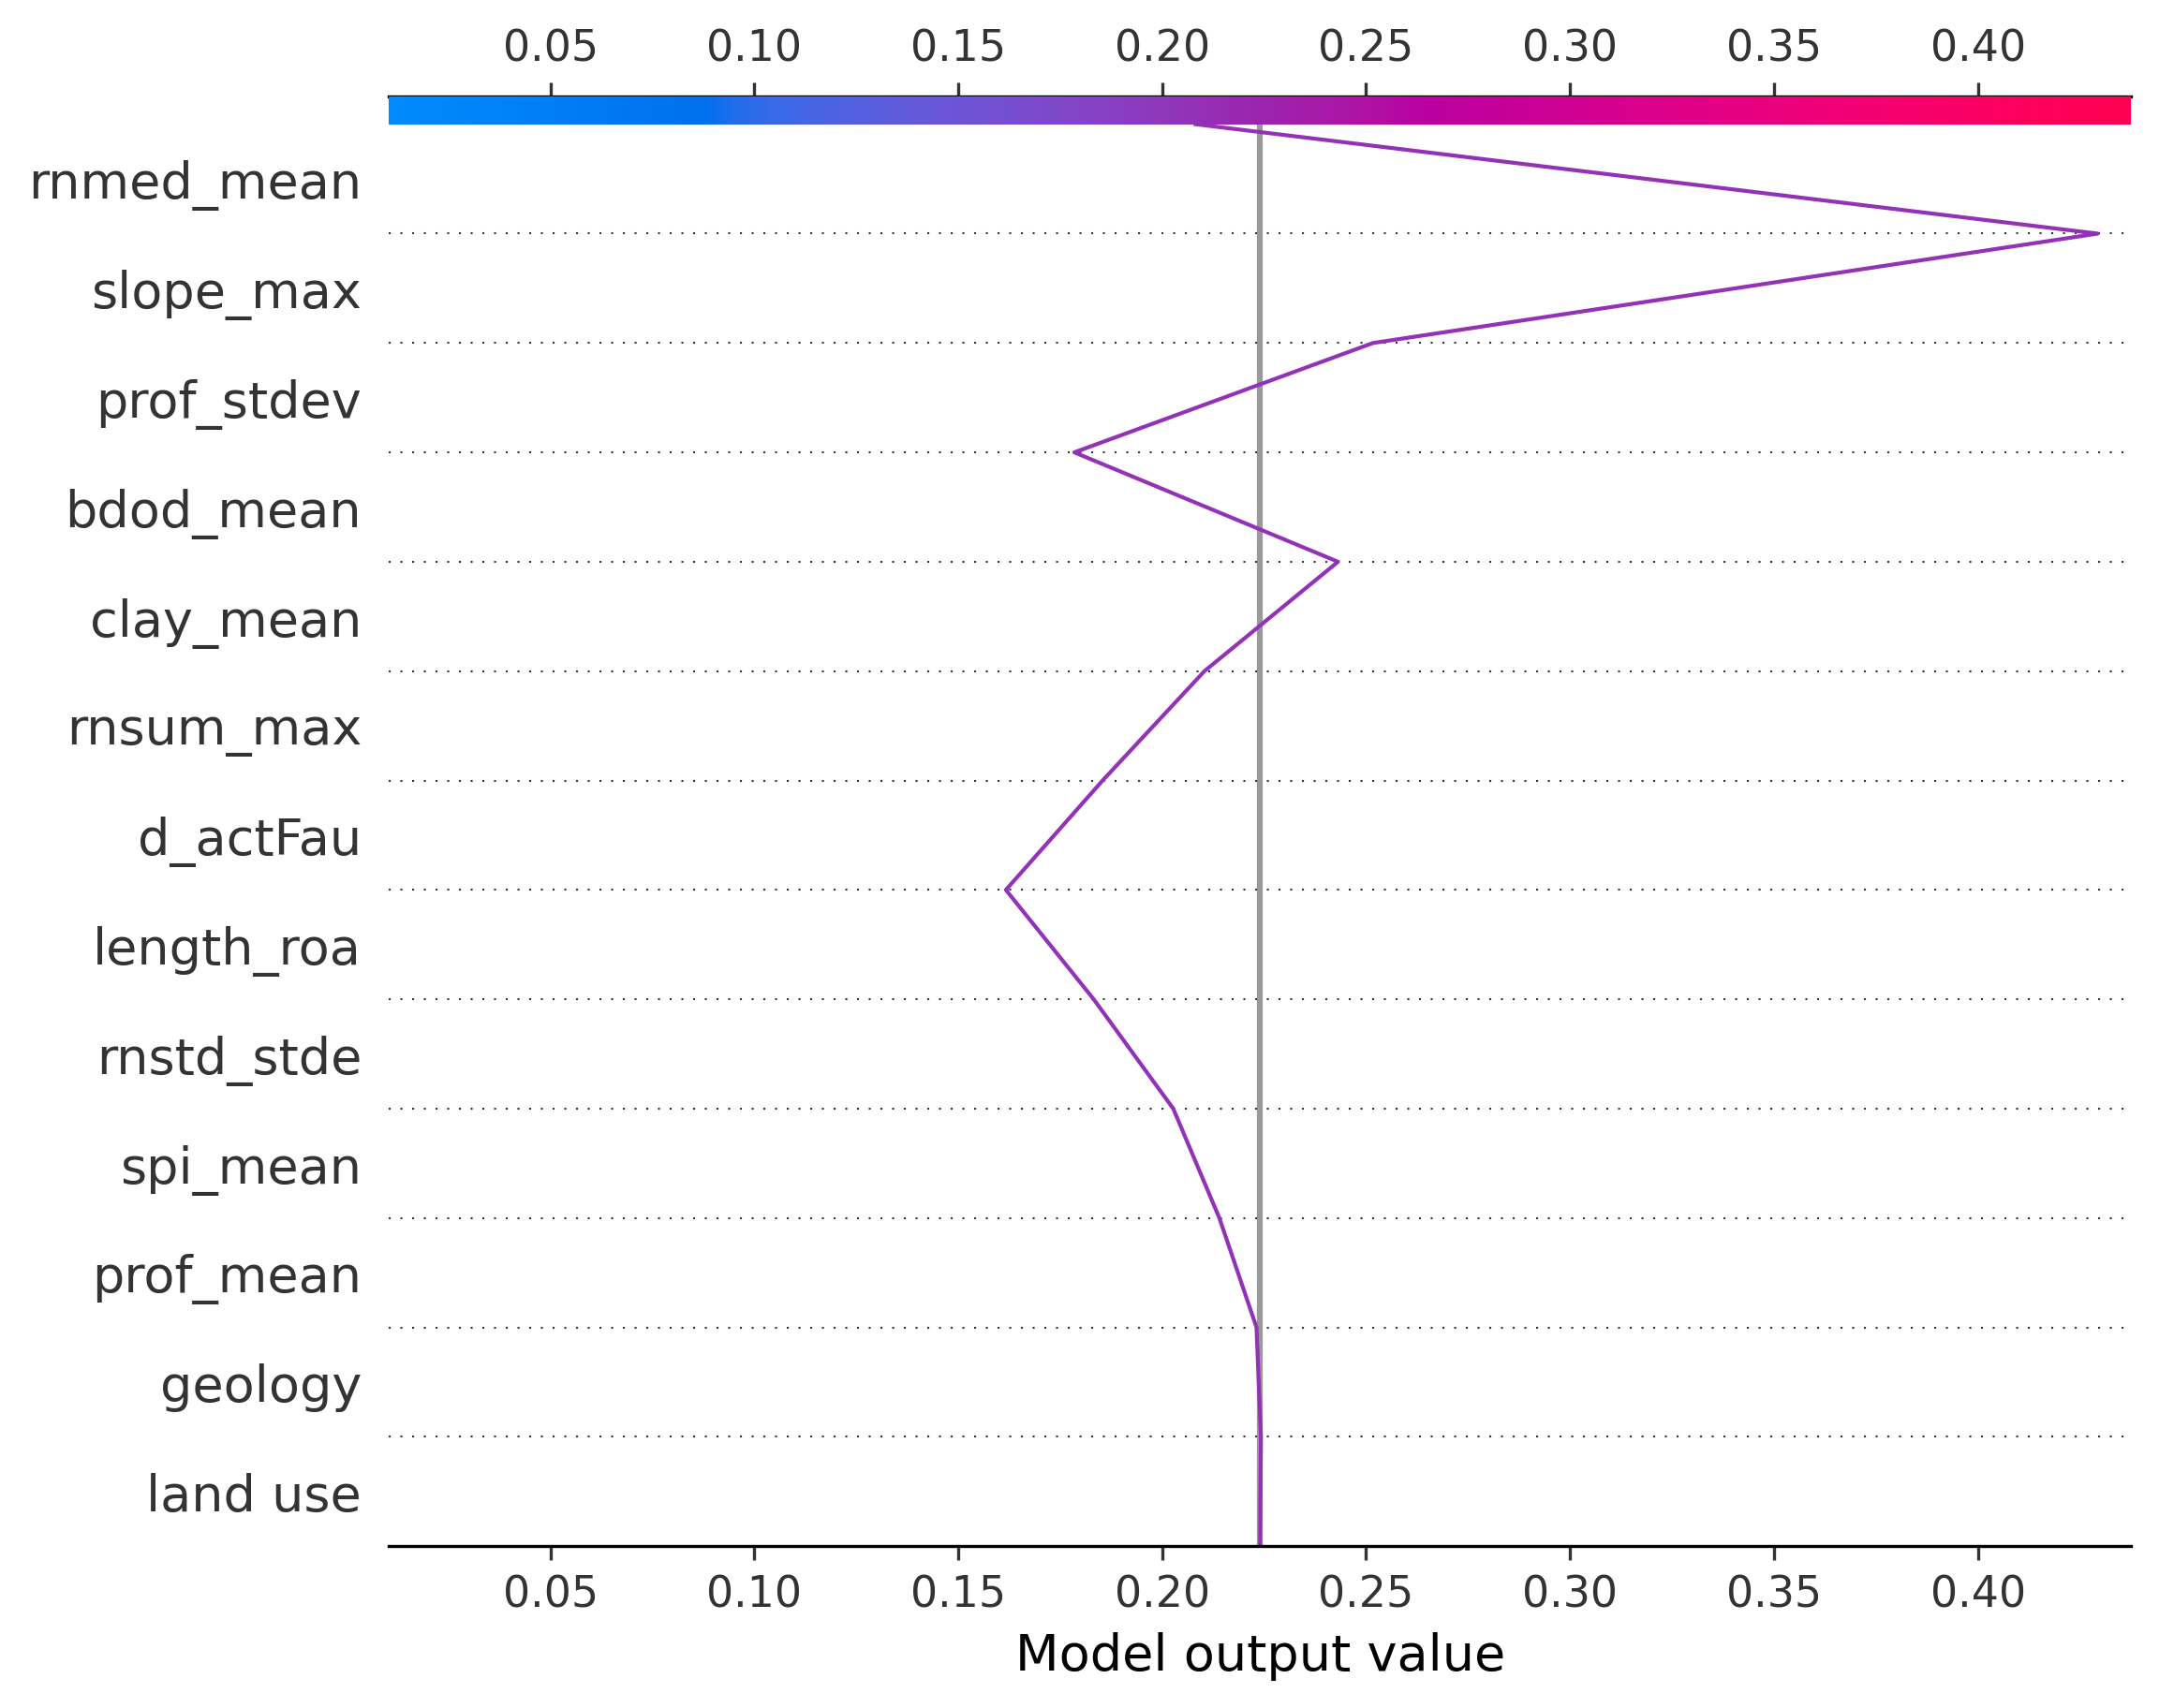 0.05 0.10 0.15 0.20 0.25 0.30 0.35 0.40
rnmed_mean
slope_max
prof_stdev
bdod_mean
clay_mean
rnsum_max
d_actFau
length_roa
rnstd_stde
spi_mean
prof_mean
geology
land use
0.05 0.10 0.15 0.20 0.25 0.30 0.35 0.40
Model output value